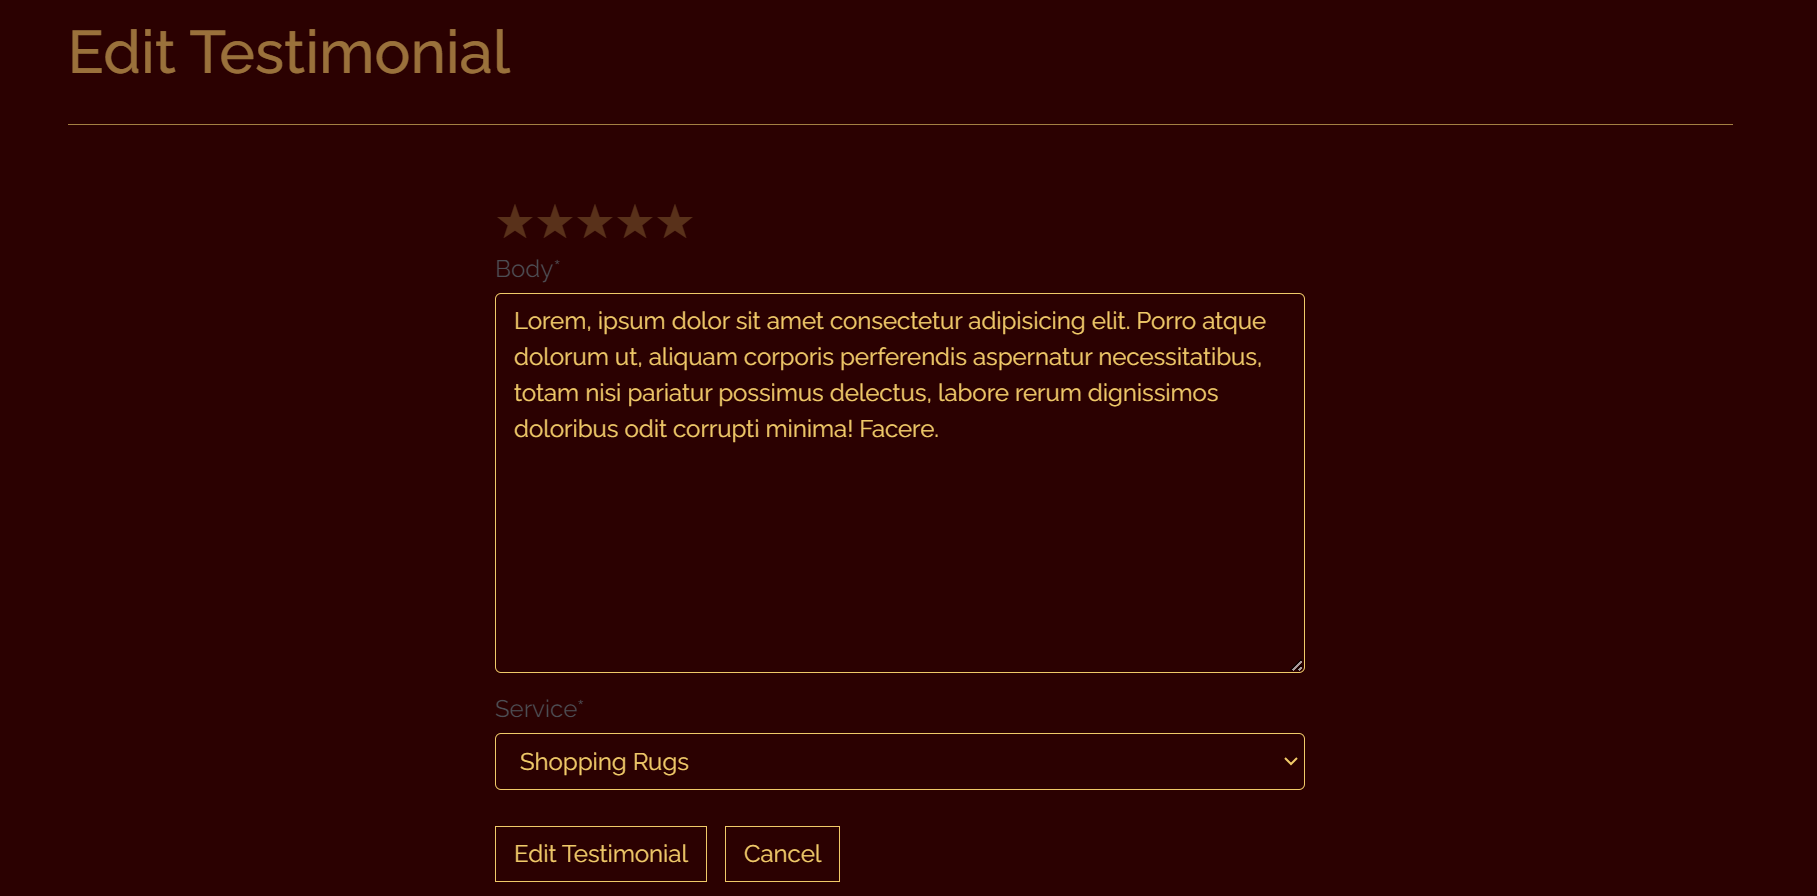 Edit Testimonial
Body*
Lorem, ipsum dolor sit amet consectetur adipisicing elit. Porro atque
dolorum ut, aliquam corporis perferendis aspernatur necessitatibus,
totam nisi pariatur possimus delectus, labore rerum dignissimos
doloribus odit corrupti minima! Facere.
Service*
Shopping Rugs
Edit Testimonial
Cancel